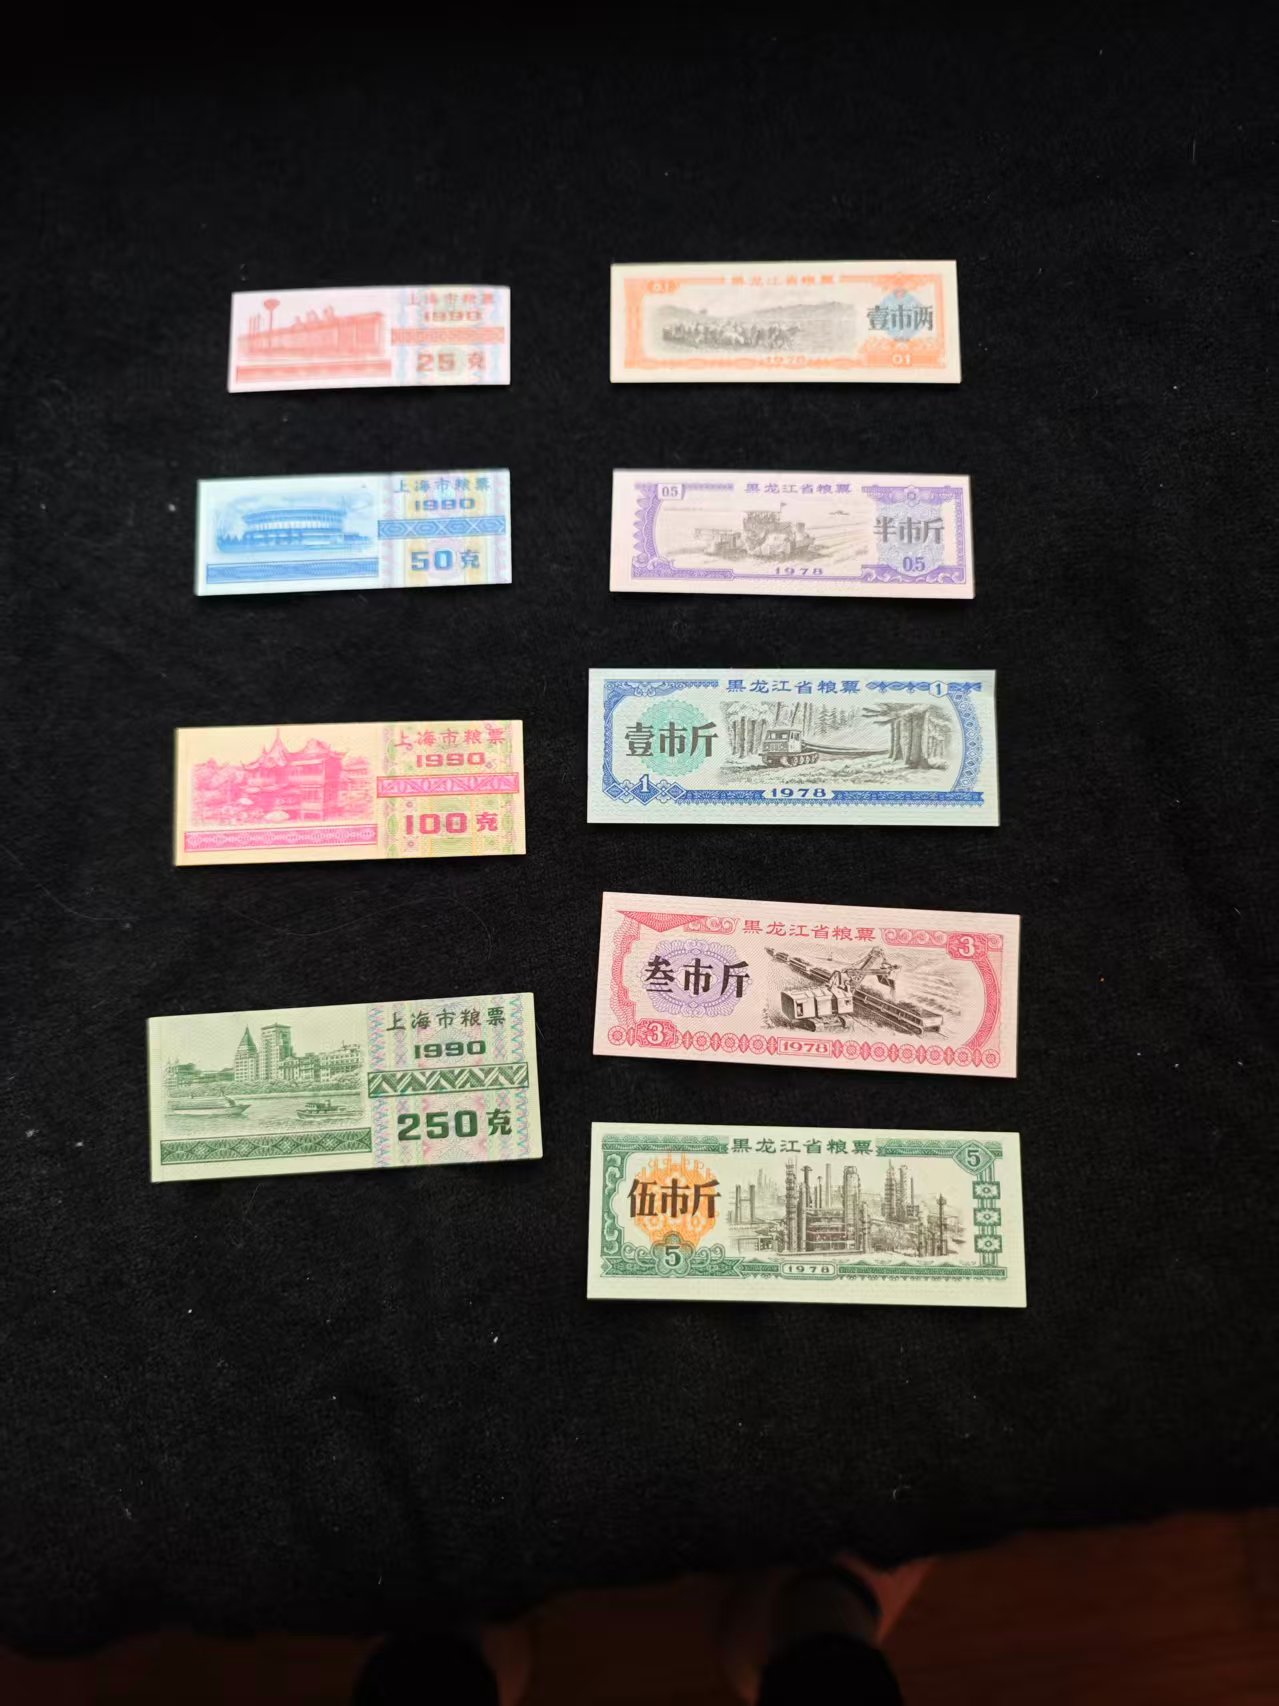 上海市粮票
1990
25克
上海市粮票
1990
50克
上海市粮票
1990
100克
上海市粮票
1990
250克
01
黑龙江省粮票
壹市两
1978
01
05
黑龙江省粮票
半市斤
1978
05
黑龙江省粮票
1
壹市斤
1
1978
黑龙江省粮票
3
叁市斤
3
1978
黑龙江省粮票
5
伍市斤
5
1978